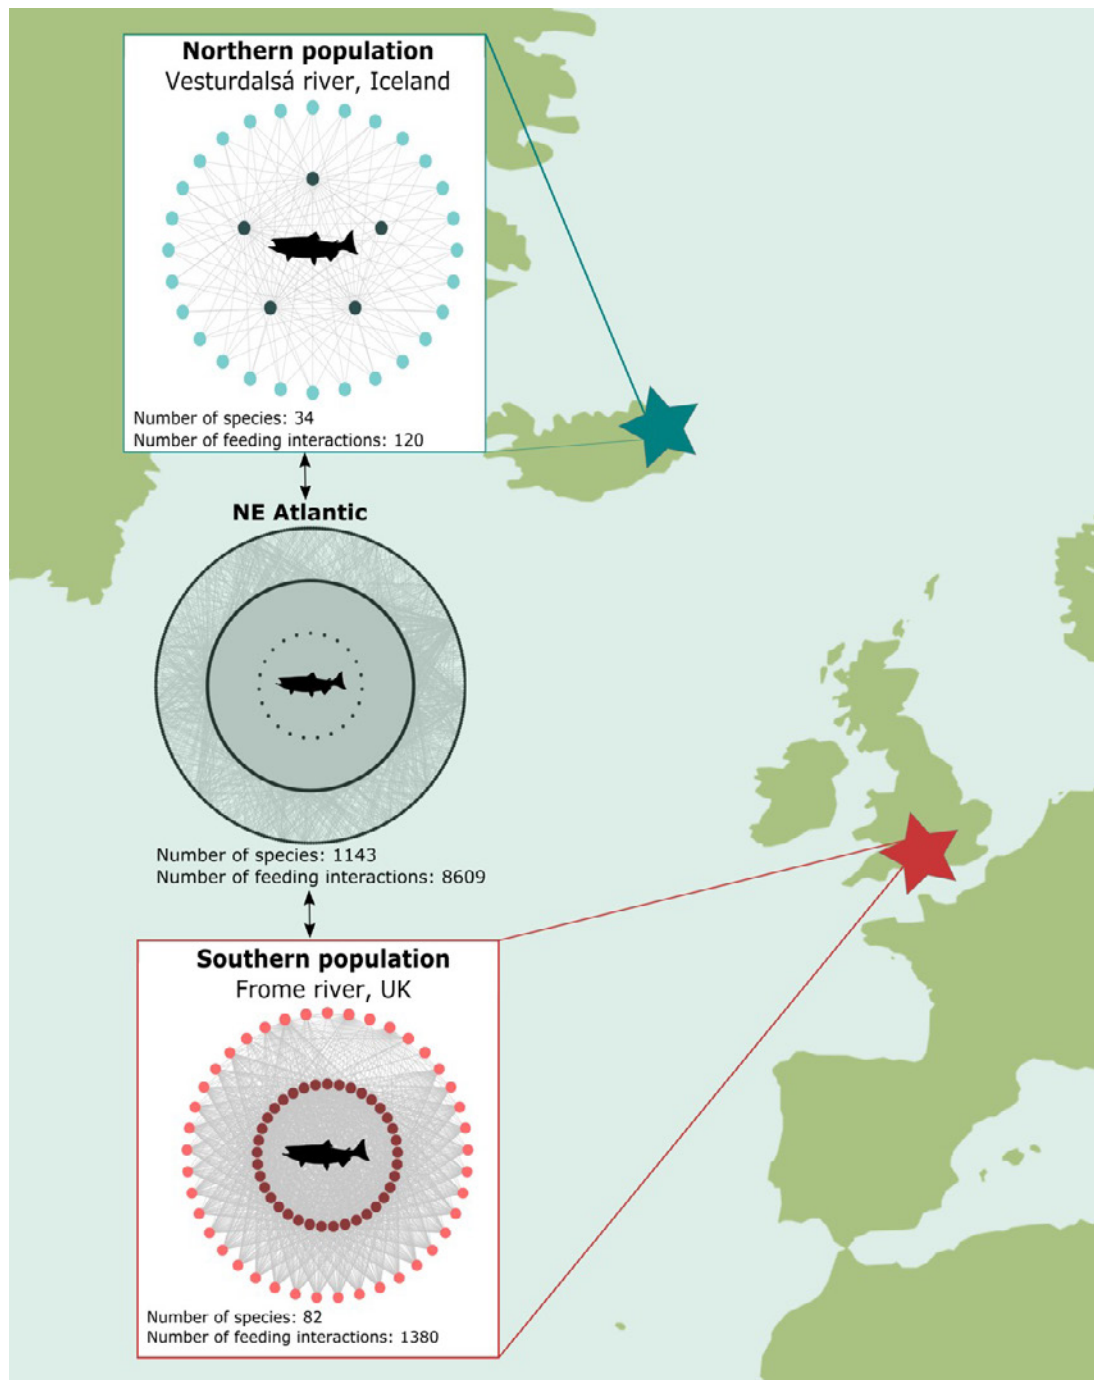 Northern population
Vesturdalsá river, Iceland
Number of species: 34
Number of feeding interactions: 120
NE Atlantic
Number of species: 1143
Number of feeding interactions: 8609
Southern population
Frome river, UK
Number of species: 82
Number of feeding interactions: 1380